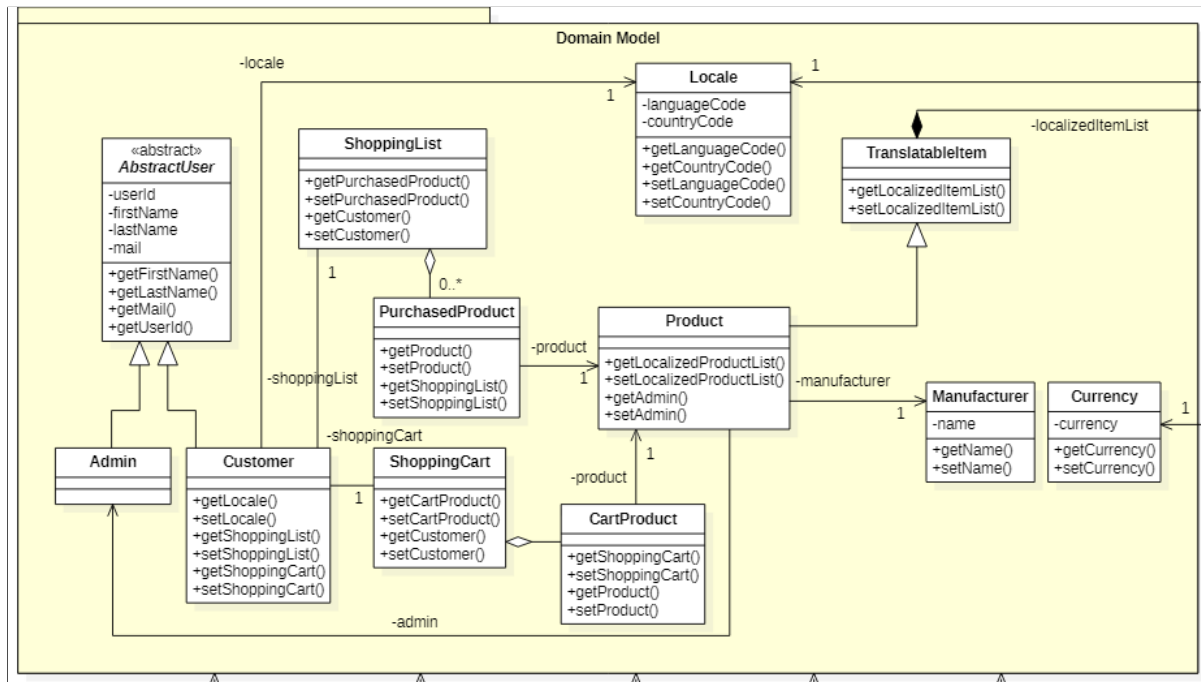 Domain Model
-locale
1
Locale
-languageCode
-countryCode
+getLanguageCode()
+getCountryCode()
+setLanguageCode()
+setCountryCode()
1
-localizedItemList
TranslatableItem
+getLocalizedItemList()
+setLocalizedItemList()
«abstract»
AbstractUser
-userId
-firstName
-lastName
-mail
+getFirstName()
+getLastName()
+getMail()
+getUserId()
ShoppingList
+getPurchasedProduct()
+setPurchasedProduct()
+getCustomer()
+setCustomer()
1
0..*
PurchasedProduct
+getProduct()
+setProduct()
+getShoppingList()
+setShoppingList()
-product
1
Product
+getLocalizedProductList()
+setLocalizedProductList()
+getAdmin()
+setAdmin()
-manufacturer
1
Manufacturer
-name
+getName()
+setName()
Currency
-currency
+getCurrency()
+setCurrency()
1
-shoppingList
-shoppingCart
Admin
Customer
+getLocale()
+setLocale()
+getShoppingList()
+setShoppingList()
+getShoppingCart()
+setShoppingCart()
1
ShoppingCart
+getCartProduct()
+setCartProduct()
+getCustomer()
+setCustomer()
-product
1
CartProduct
+getShoppingCart()
+setShoppingCart()
+getProduct()
+setProduct()
-admin